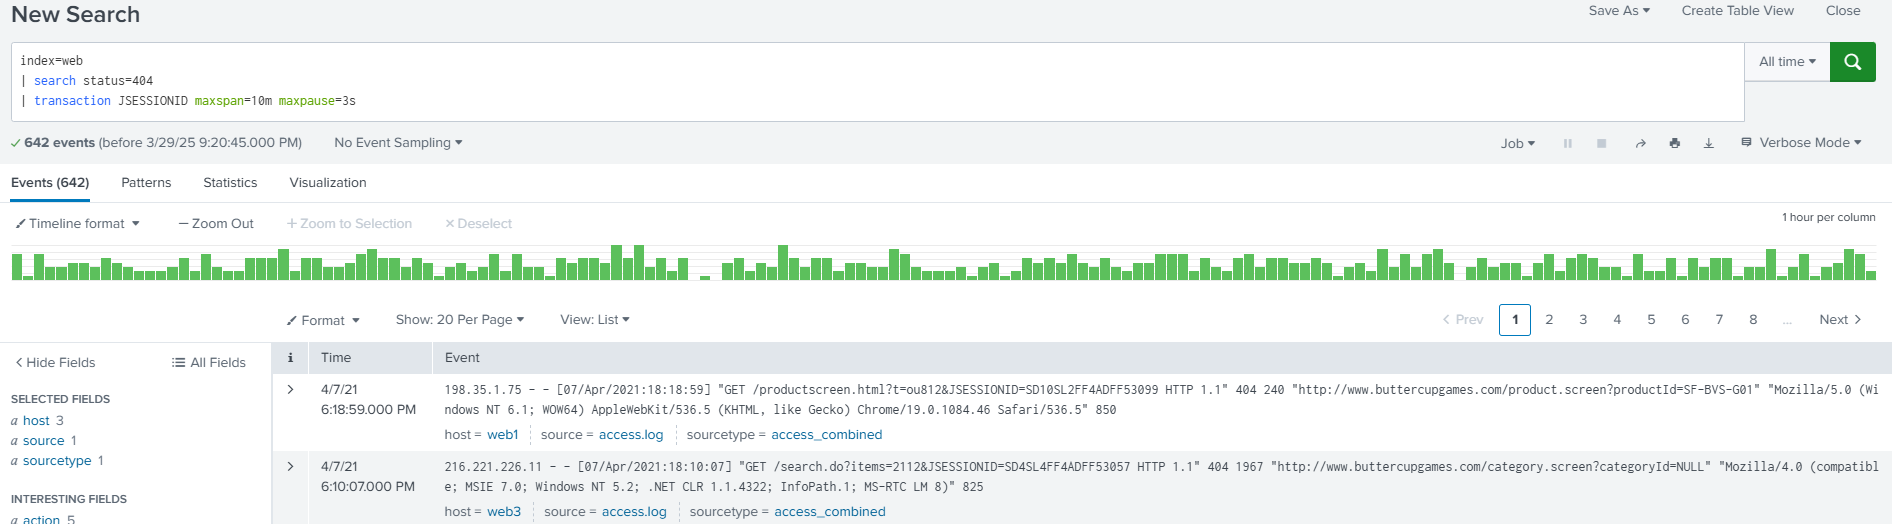 New Search
Save As
Create Table View
Close
index=web
| search status=404
| transaction JSESSIONID maxspan=10m maxpause=3s
All time
642 events (before 3/29/25 9:20:45.000 PM)
No Event Sampling
Job
Verbose Mode
Events (642)
Patterns
Statistics
Visualization
Timeline format
— Zoom Out
+ Zoom to Selection
× Deselect
1 hour per column
Format
Show: 20 Per Page
View: List
< Prev
1
2
3
4
5
6
7
8
...
Next >
< Hide Fields
All Fields
i
Time
Event
SELECTED FIELDS
a host 3
a source 1
a sourcetype 1
INTERESTING FIELDS
a action 5
>
4/7/21
6:18:59.000 PM
198.35.1.75 - - [07/Apr/2021:18:18:59] "GET /productscreen.html?t=ou812&JSESSIONID=SD10SL2FF4ADFF53099 HTTP 1.1" 404 240 "http://www.buttercupgames.com/product.screen?productId=SF-BVS-G01" "Mozilla/5.0 (Wi
ndows NT 6.1; WOW64) AppleWebKit/536.5 (KHTML, like Gecko) Chrome/19.0.1084.46 Safari/536.5" 850
host = web1
source = access.log
sourcetype = access_combined
>
4/7/21
6:10:07.000 PM
216.221.226.11 - - [07/Apr/2021:18:10:07] "GET /search.do?items=2112&JSESSIONID=SD4SL4FF4ADFF53057 HTTP 1.1" 404 1967 "http://www.buttercupgames.com/category.screen?categoryId=NULL" "Mozilla/4.0 (compatibl
e; MSIE 7.0; Windows NT 5.2; .NET CLR 1.1.4322; InfoPath.1; MS-RTC LM 8)" 825
host = web3
source = access.log
sourcetype = access_combined